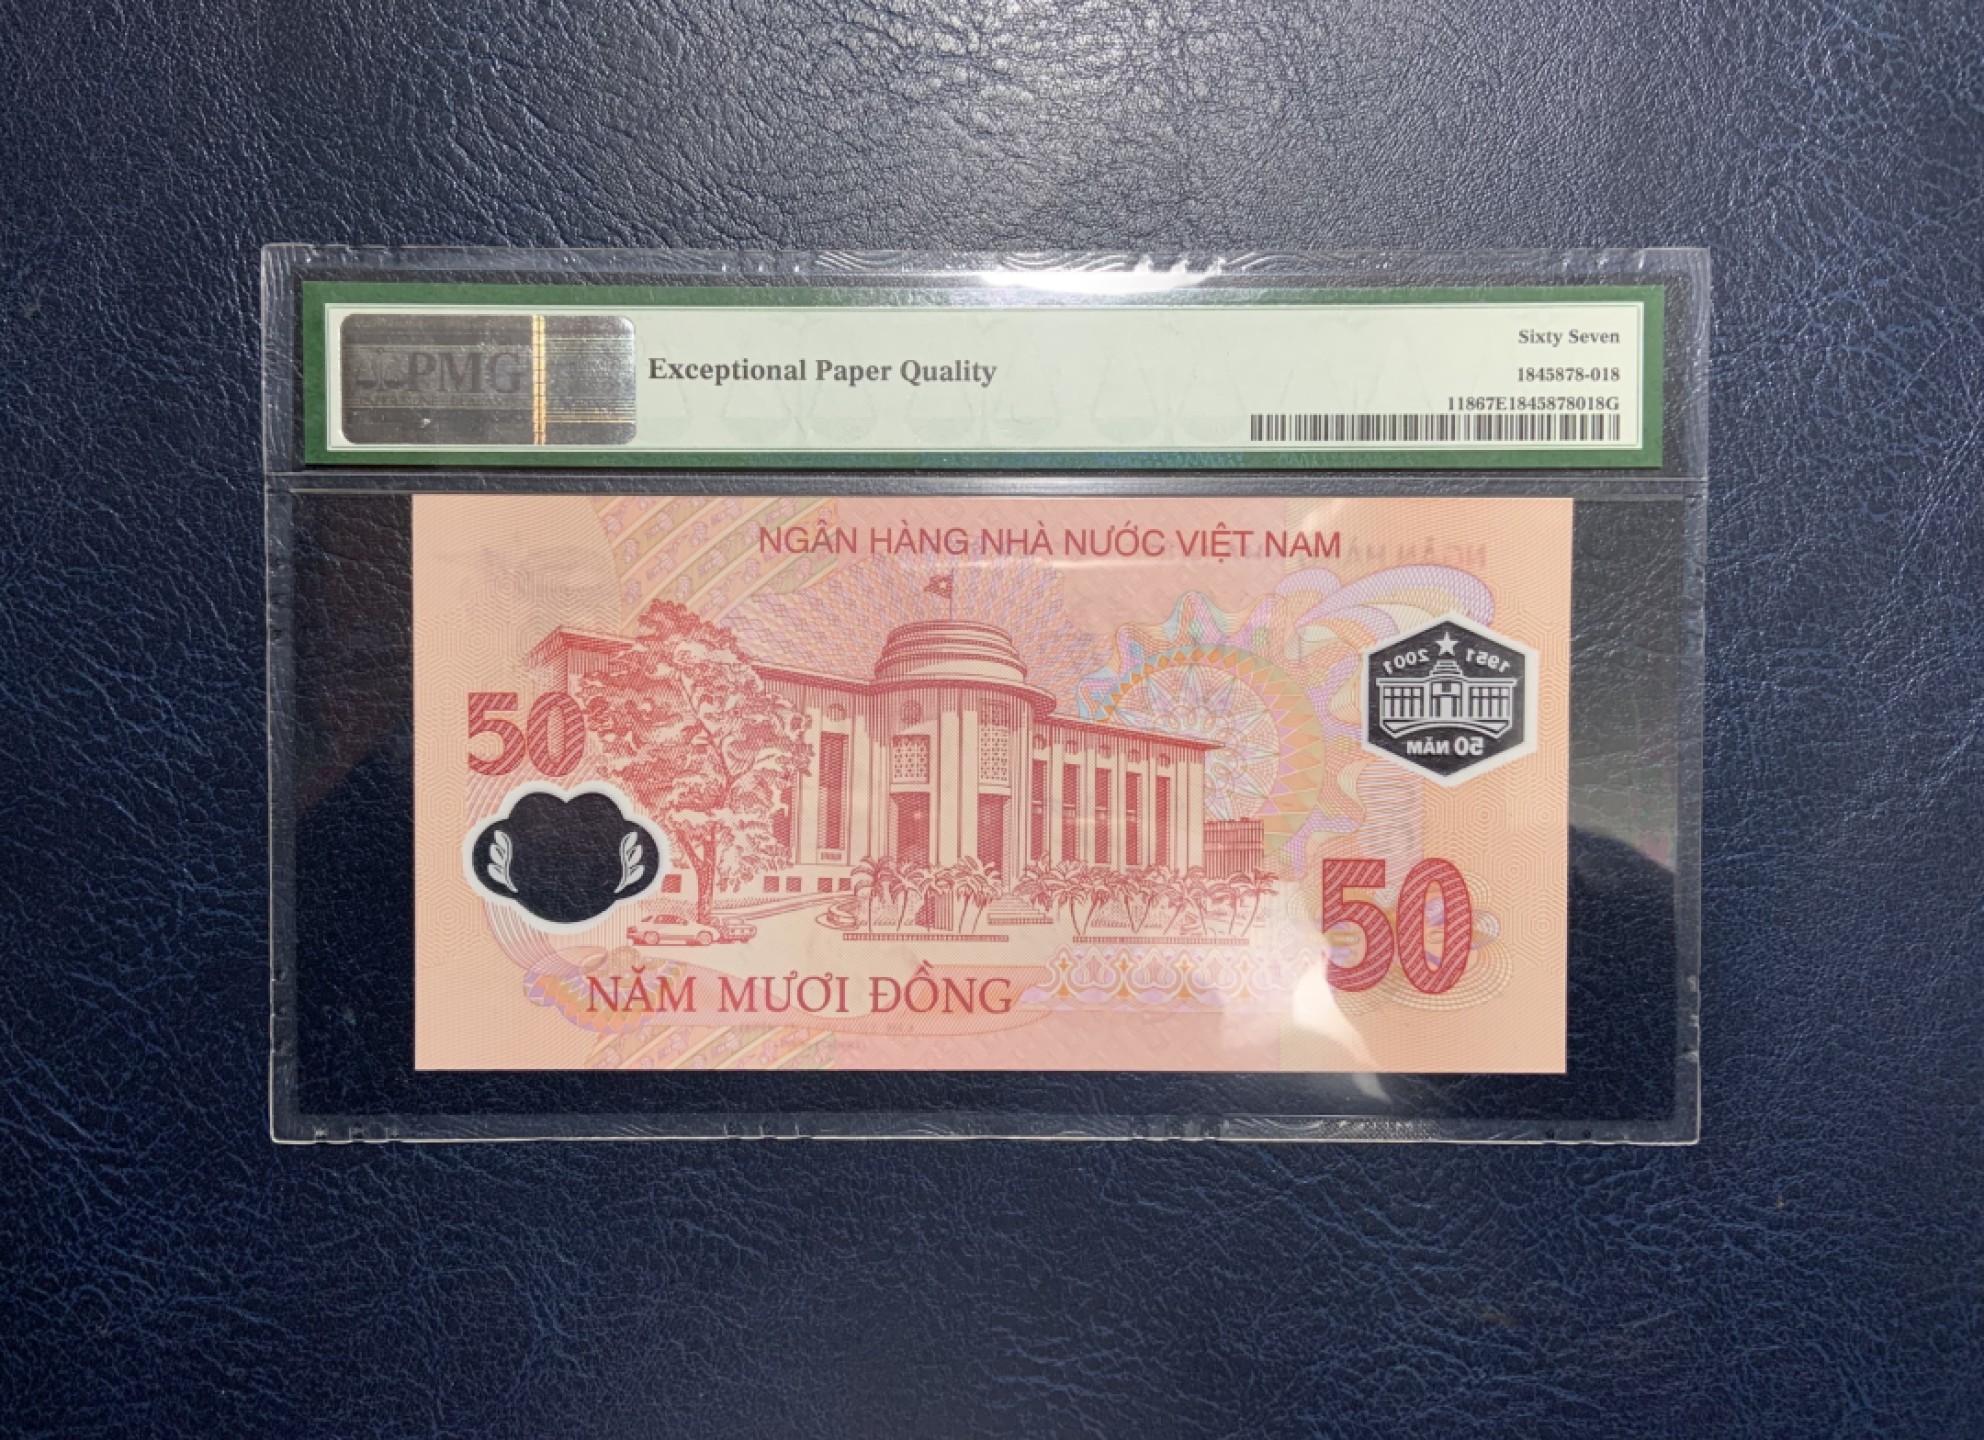 PMG
Exceptional Paper Quality
Sixty Seven
1845878-018
11867E1845878018G
NGÂN HÀNG NHÀ NƯỚC VIỆT NAM
50
1951 2001
50 NĂM
50
NĂM MƯƠI ĐỒNG